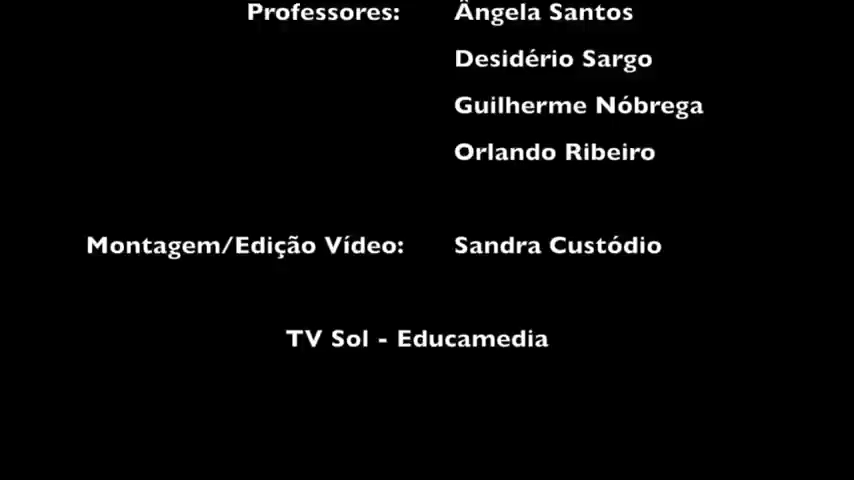 Professores: Ângela Santos
Desidério Sargo
Guilherme Nóbrega
Orlando Ribeiro
Montagem/Edição Vídeo: Sandra Custódio
TV Sol - Educamedia